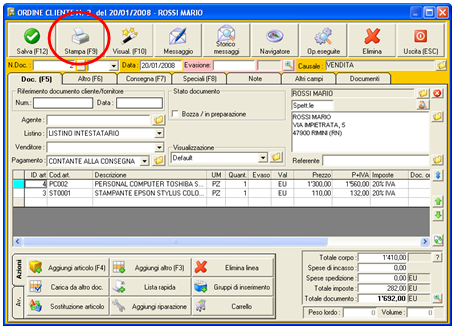 ORDINE CLIENTE Nr.2 del 20/01/2008 - ROSSI MARIO
Salva (F12) Stampa (F9) Visual. (F10) Messaggio Storico messaggi Navigatore Op.eseguite Elimina Uscita (ESC)
N.Doc.: 2 Data: 20/01/2008 Evasione: Causale: VENDITA
Doc. (F5) Altro (F6) Consegna (F7) Speciali (F8) Note Altri campi Documenti
Riferimento documento cliente/fornitore Stato documento ROSSI MARIO
Num.: Data: Spett.le
Bozza / in preparazione ROSSI MARIO
Agente: VIA IMPIETRATA, 5
Listino: LISTINO INTESTATARIO 47900 RIMINI (RN)
Venditore: Visualizzazione
Pagamento: CONTANTE ALLA CONSEGNA Default Referente
ID art Cod.art. Descrizione UM Quant. Evaso Val Prezzo P+IVA Imposte Doc. or
4 PC002 PERSONAL COMPUTER TOSHIBA S... PZ 1 EU 1'300,00 1'560,00 20% IVA
3 ST0001 STAMPANTE EPSON STYLUS COLO... PZ 1 EU 110,00 132,00 20% IVA
Azioni
Av.
Aggiungi articolo (F4) Aggiungi altro (F3) Elimina linea
Carica da altro doc. Lista rapida Gruppi di inserimento
Sostituzione articolo Aggiungi riparazione Carrello
Totale corpo: 1'410,00 ?
Spese di incasso: 0,00
Spese spedizione: 0,00 EU
Totale imposte: 282,00 EU
Totale documento: 1'692,00 EU
Peso lordo: 0 Volume: 0